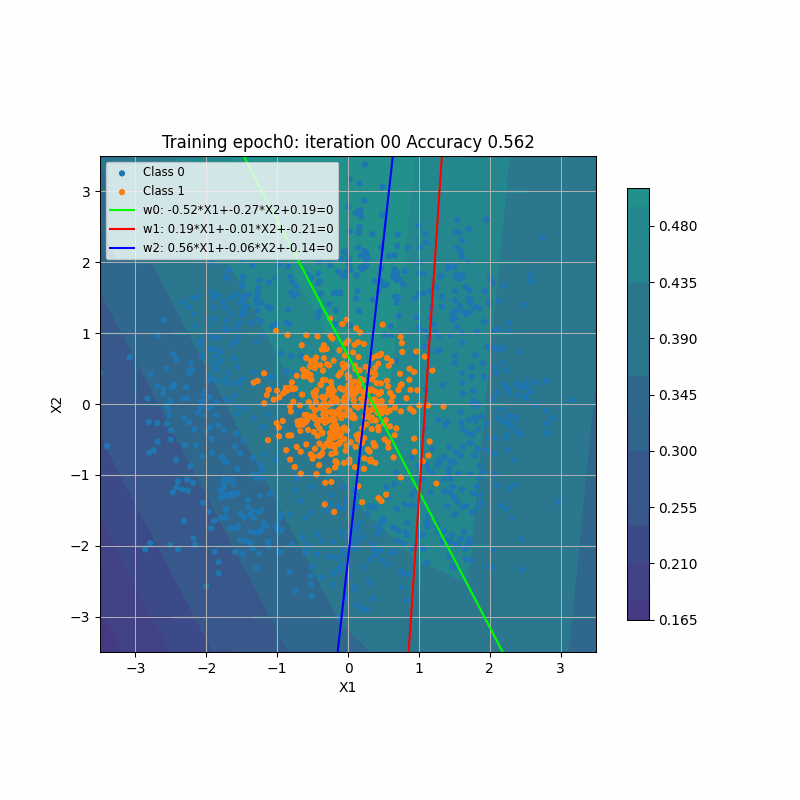 Training epoch0: iteration 00 Accuracy 0.562
Class 0
Class 1
w0: -0.52*X1+-0.27*X2+0.19=0
w1: 0.19*X1+-0.01*X2+-0.21=0
w2: 0.56*X1+-0.06*X2+-0.14=0
3
2
1
0
−1
−2
−3
X2
−3 −2 −1 0 1 2 3
X1
0.480
0.435
0.390
0.345
0.300
0.255
0.210
0.165